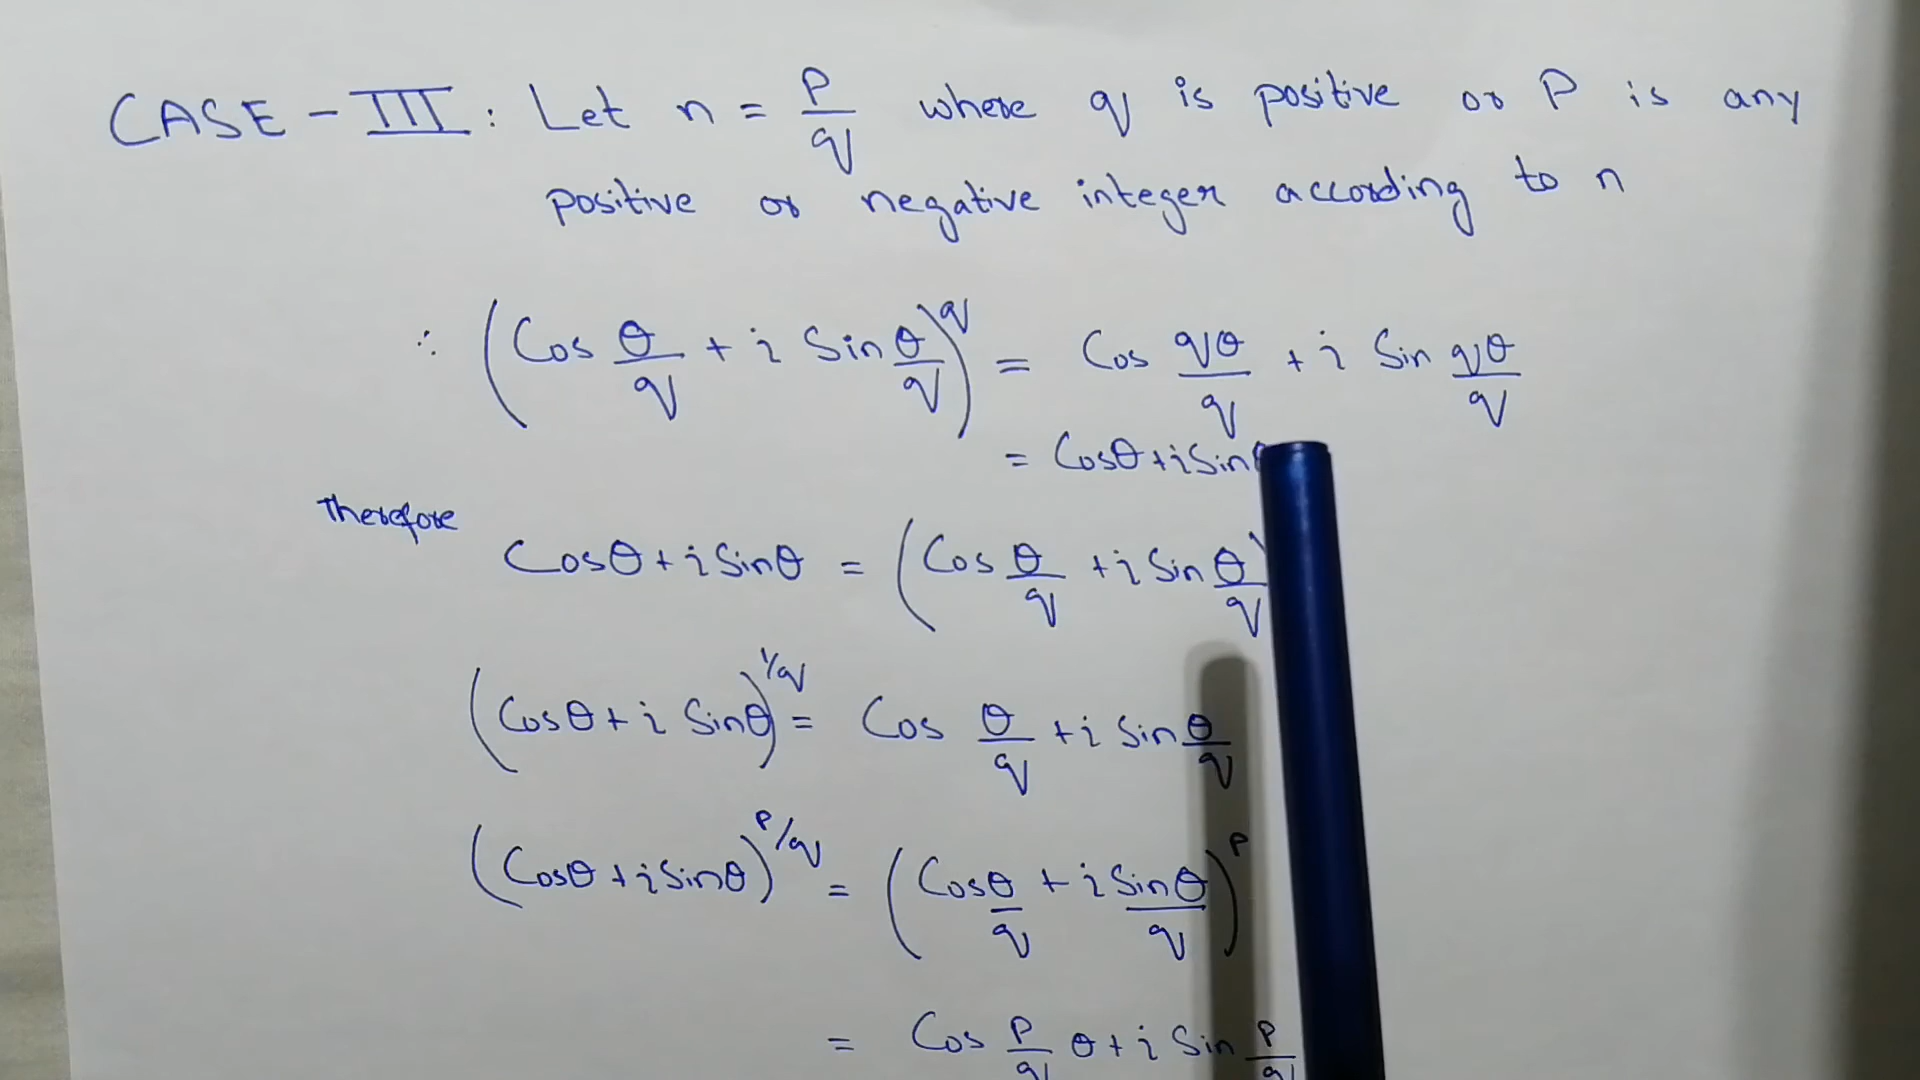 CASE - III : Let n = P/q where q is positive or P is any
positive or negative integer according to n
∴ (Cos θ/q + i Sin θ/q)^q = Cos qθ/q + i Sin qθ/q
= Cosθ + i Sin
Therefore
Cosθ + i Sinθ = (Cos θ/q + i Sin θ/q
(Cosθ + i Sinθ)^1/q = Cos θ/q + i Sin θ/q
(Cosθ + i Sinθ)^P/q = (Cos θ/q + i Sinθ/q)^P
= Cos P/q θ + i Sin P/q